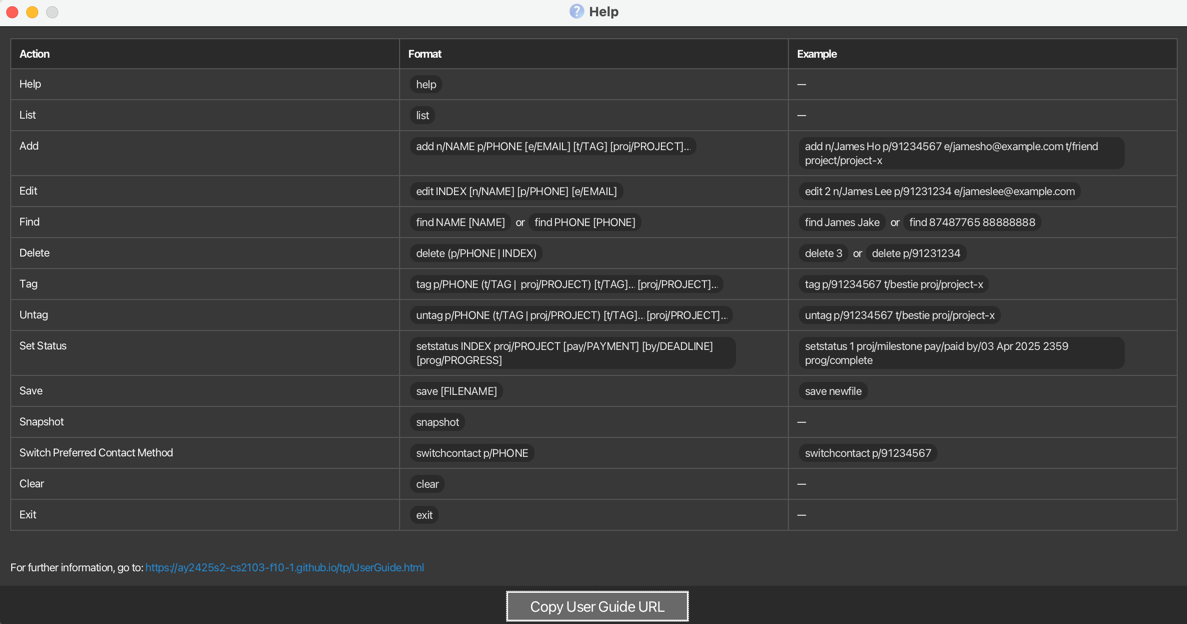 Help
Action Format Example
Help help —
List list —
Add add n/NAME p/PHONE [e/EMAIL] [t/TAG] [proj/PROJECT]... add n/James Ho p/91234567 e/jamesho@example.com t/friend
project/project-x
Edit edit INDEX [n/NAME] [p/PHONE] [e/EMAIL] edit 2 n/James Lee p/91231234 e/jameslee@example.com
Find find NAME [NAME] or find PHONE [PHONE] find James Jake or find 87487765 88888888
Delete delete (p/PHONE | INDEX) delete 3 or delete p/91231234
Tag tag p/PHONE (t/TAG | proj/PROJECT) [t/TAG]... [proj/PROJECT]... tag p/91234567 t/bestie proj/project-x
Untag untag p/PHONE (t/TAG | proj/PROJECT) [t/TAG]... [proj/PROJECT]... untag p/91234567 t/bestie proj/project-x
Set Status setstatus INDEX proj/PROJECT [pay/PAYMENT] [by/DEADLINE] setstatus 1 proj/milestone pay/paid by/03 Apr 2025 2359
[prog/PROGRESS] prog/complete
Save save [FILENAME] save newfile
Snapshot snapshot —
Switch Preferred Contact Method switchcontact p/PHONE switchcontact p/91234567
Clear clear —
Exit exit —
For further information, go to: https://ay2425s2-cs2103-f10-1.github.io/tp/UserGuide.html
Copy User Guide URL